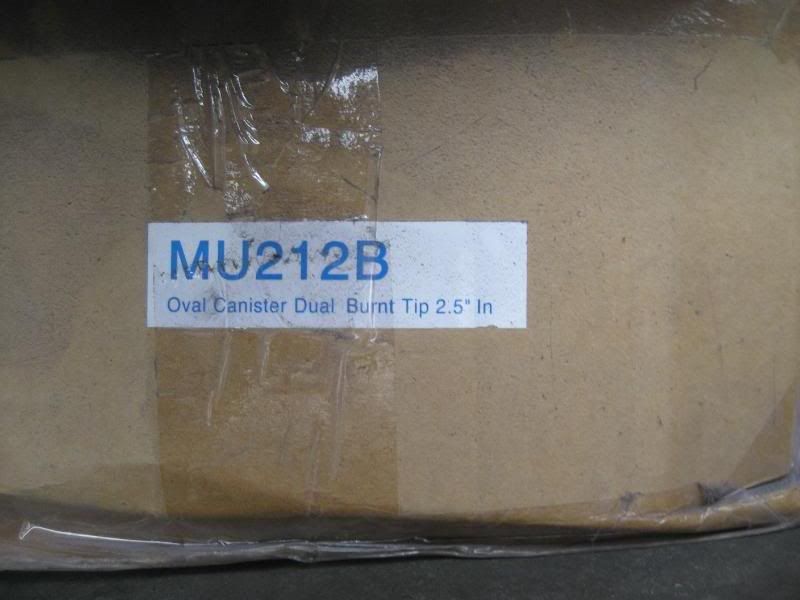 MU212B
Oval Canister Dual Burnt Tip 2.5" In